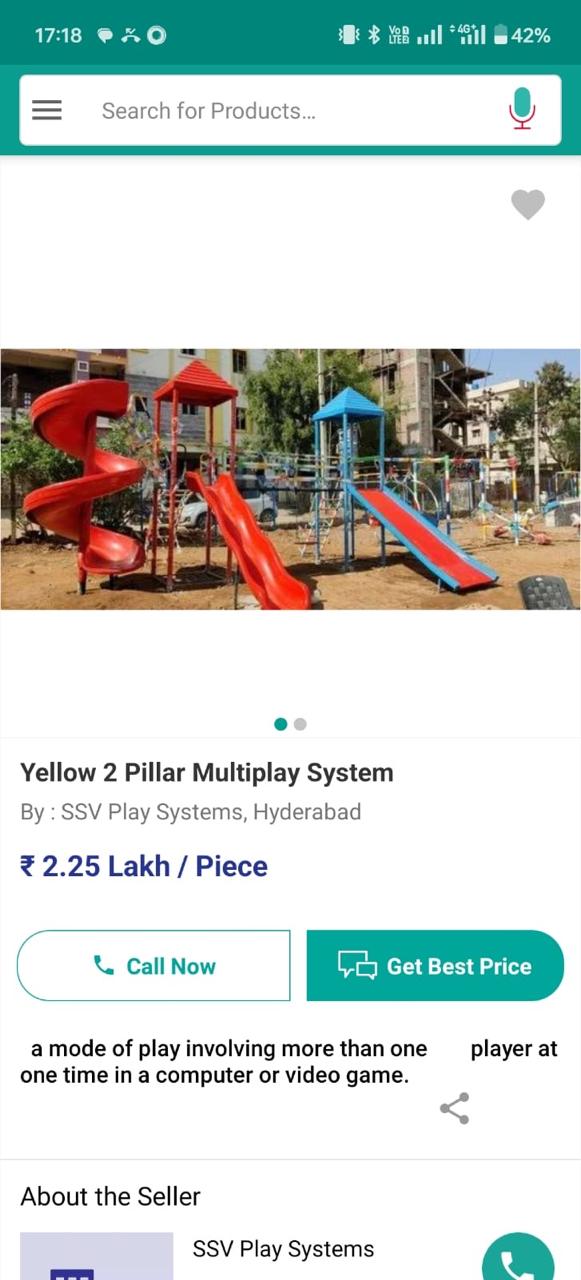 17:18
Vo LTE2 4G+ 42%
Search for Products...
Yellow 2 Pillar Multiplay System
By : SSV Play Systems, Hyderabad
₹ 2.25 Lakh / Piece
Call Now
Get Best Price
a mode of play involving more than one player at
one time in a computer or video game.
About the Seller
SSV Play Systems